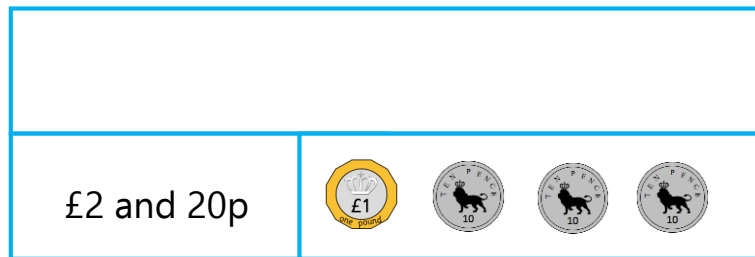 £2 and 20p
£1
one pound
TEN PENCE
10
TEN PENCE
10
TEN PENCE
10